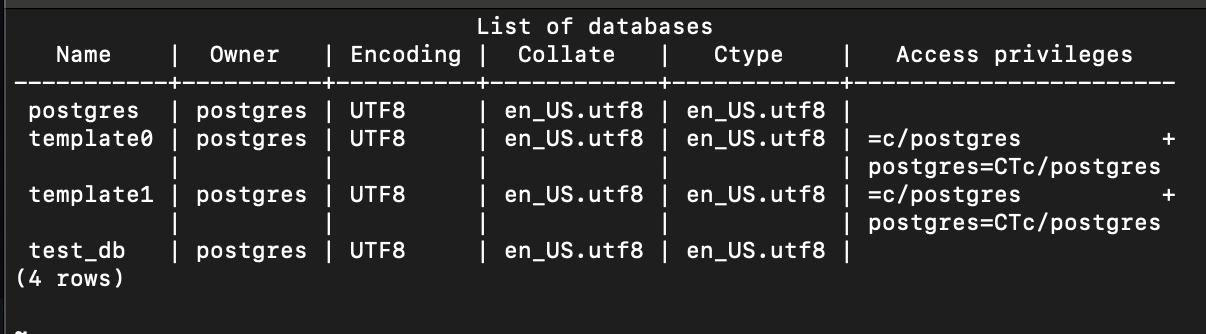 List of databases
   Name    |  Owner   | Encoding |  Collate   |   Ctype    |   Access privileges
-----------+----------+----------+------------+------------+-----------------------
 postgres  | postgres | UTF8     | en_US.utf8 | en_US.utf8 |
 template0 | postgres | UTF8     | en_US.utf8 | en_US.utf8 | =c/postgres          +
           |          |          |            |            | postgres=CTc/postgres
 template1 | postgres | UTF8     | en_US.utf8 | en_US.utf8 | =c/postgres          +
           |          |          |            |            | postgres=CTc/postgres
 test_db   | postgres | UTF8     | en_US.utf8 | en_US.utf8 |
(4 rows)